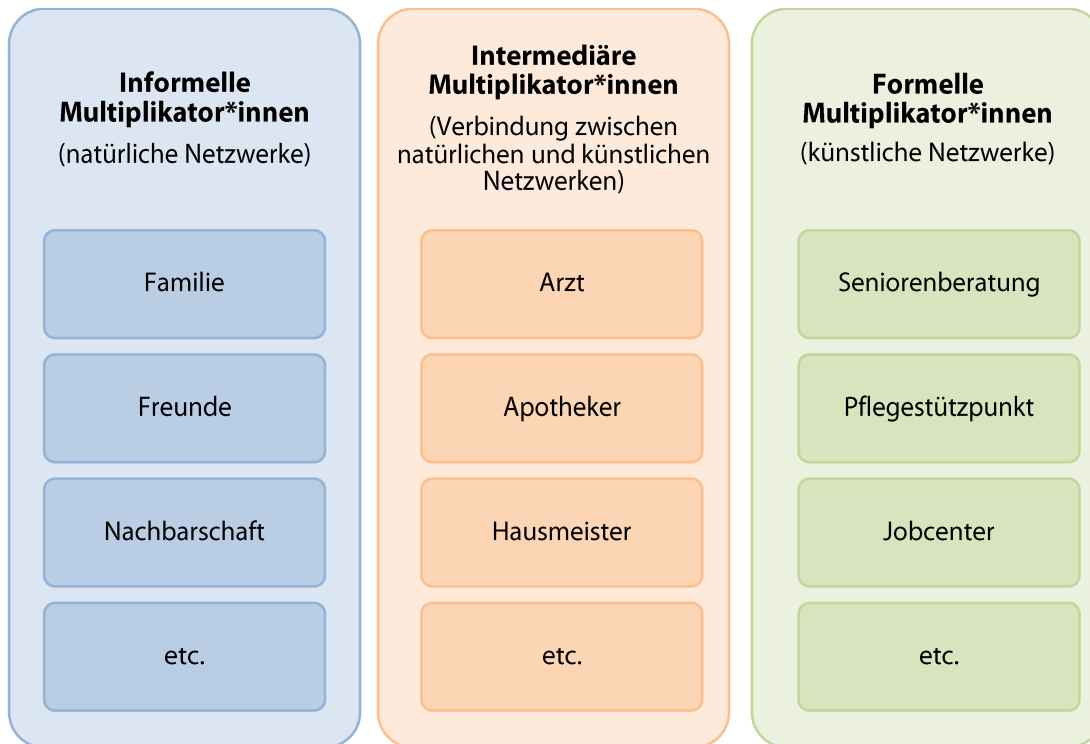 Informelle
Multiplikator*innen
(natürliche Netzwerke)
Familie
Freunde
Nachbarschaft
etc.
Intermediäre
Multiplikator*innen
(Verbindung zwischen
natürlichen und künstlichen
Netzwerken)
Arzt
Apotheker
Hausmeister
etc.
Formelle
Multiplikator*innen
(künstliche Netzwerke)
Seniorenberatung
Pflegestützpunkt
Jobcenter
etc.